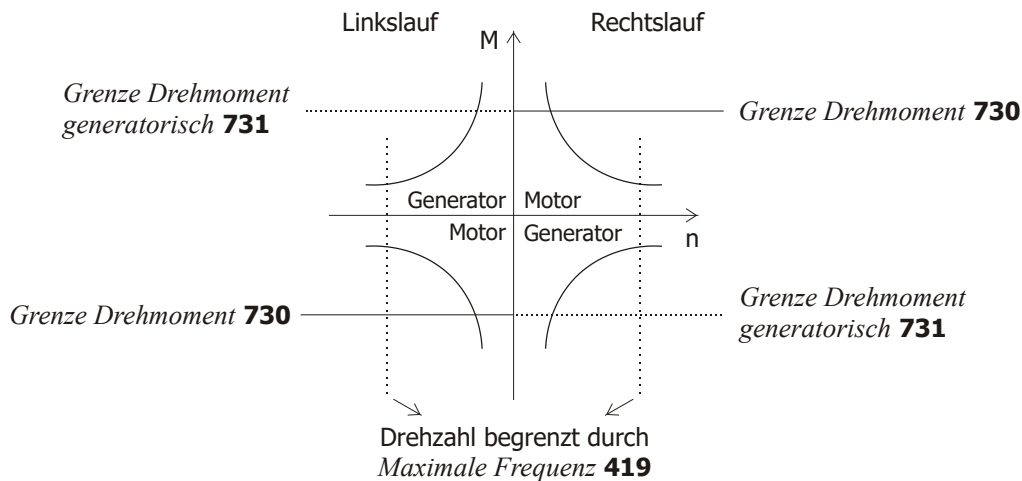 Linkslauf
Rechtslauf
M
Grenze Drehmoment
generatorisch 731
Grenze Drehmoment 730
Generator
Motor
Motor
Generator
n
Grenze Drehmoment 730
Grenze Drehmoment
generatorisch 731
Drehzahl begrenzt durch
Maximale Frequenz 419